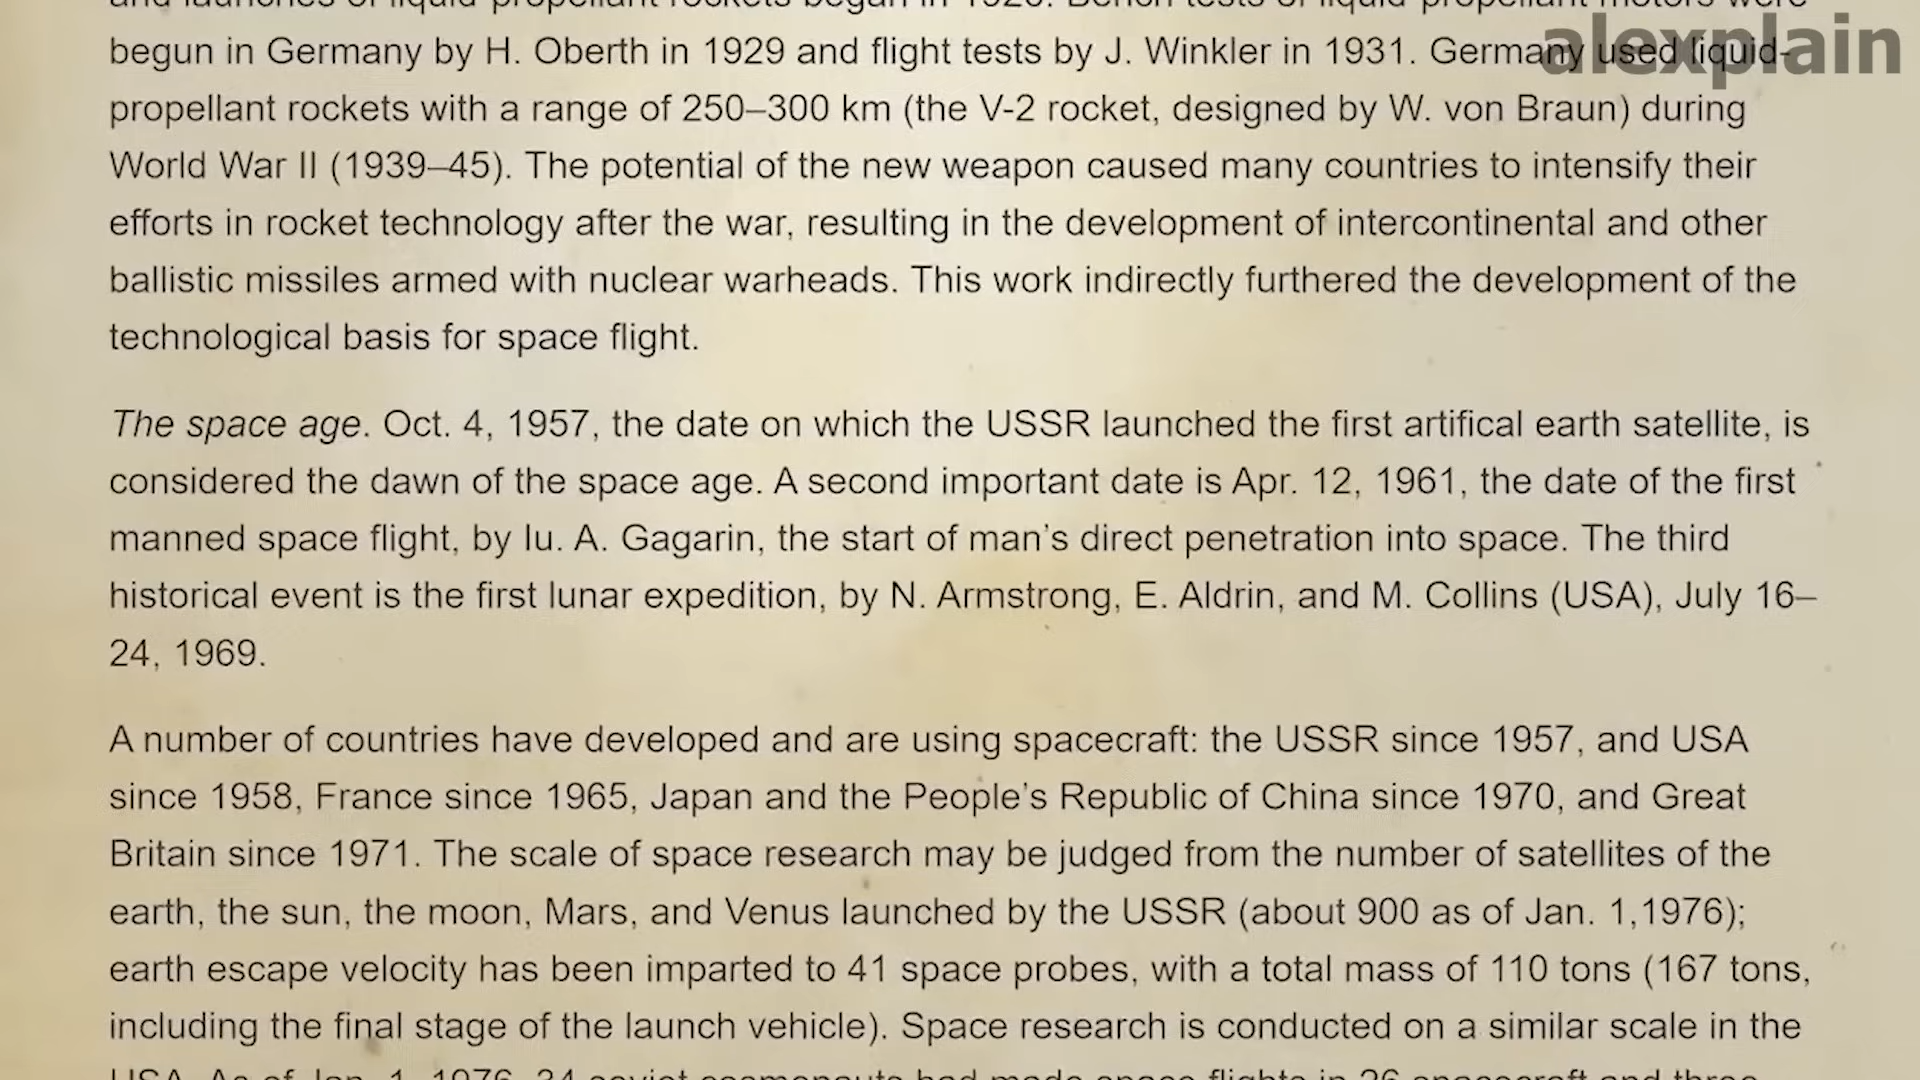 begun in Germany by H. Oberth in 1929 and flight tests by J. Winkler in 1931. Germany used liquid-
propellant rockets with a range of 250–300 km (the V-2 rocket, designed by W. von Braun) during
World War II (1939–45). The potential of the new weapon caused many countries to intensify their
efforts in rocket technology after the war, resulting in the development of intercontinental and other
ballistic missiles armed with nuclear warheads. This work indirectly furthered the development of the
technological basis for space flight.
The space age. Oct. 4, 1957, the date on which the USSR launched the first artifical earth satellite, is
considered the dawn of the space age. A second important date is Apr. 12, 1961, the date of the first
manned space flight, by Iu. A. Gagarin, the start of man’s direct penetration into space. The third
historical event is the first lunar expedition, by N. Armstrong, E. Aldrin, and M. Collins (USA), July 16–
24, 1969.
A number of countries have developed and are using spacecraft: the USSR since 1957, and USA
since 1958, France since 1965, Japan and the People’s Republic of China since 1970, and Great
Britain since 1971. The scale of space research may be judged from the number of satellites of the
earth, the sun, the moon, Mars, and Venus launched by the USSR (about 900 as of Jan. 1,1976);
earth escape velocity has been imparted to 41 space probes, with a total mass of 110 tons (167 tons,
including the final stage of the launch vehicle). Space research is conducted on a similar scale in the
alexplain